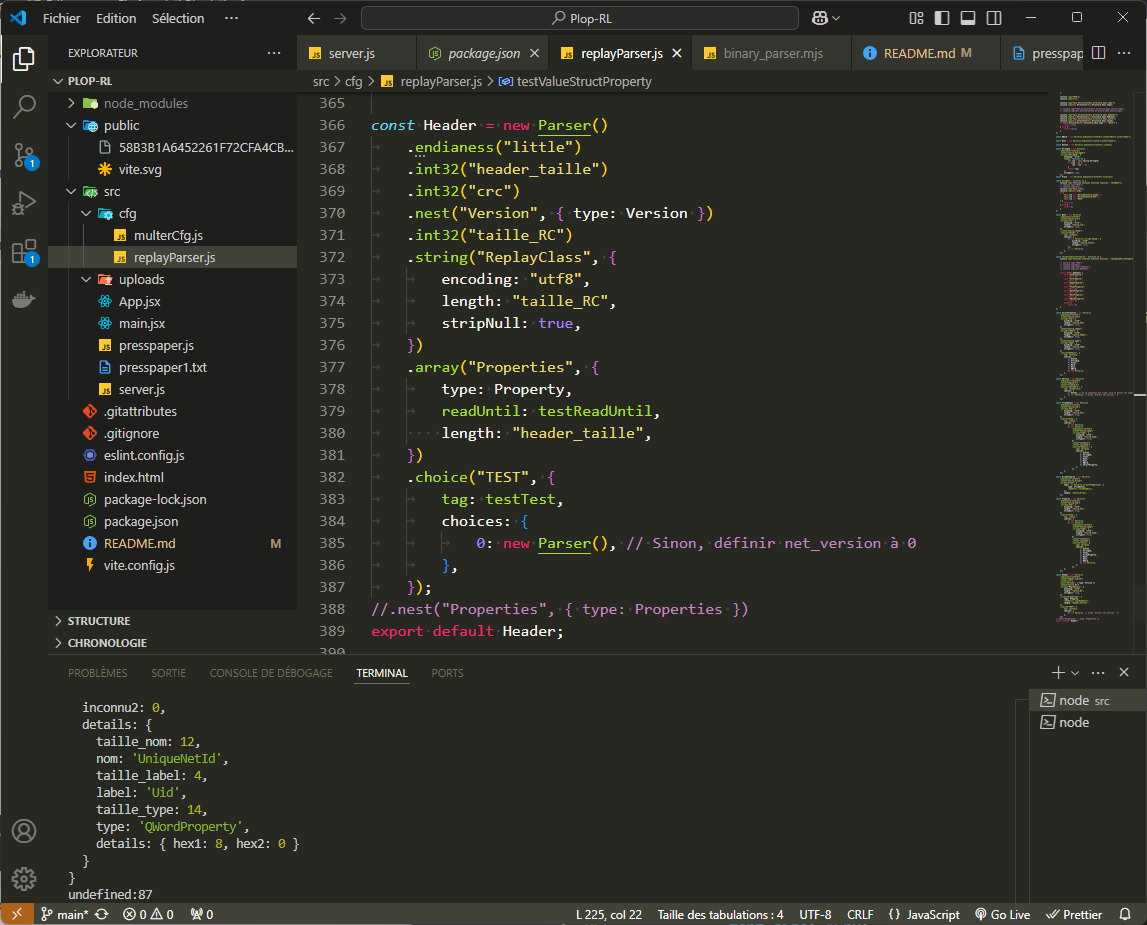 Fichier Edition Sélection ··· Plop-RL
EXPLORATEUR ···
server.js package.json replayParser.js binary_parser.mjs README.md M presspap
PLOP-RL
src > cfg > replayParser.js > testValueStructProperty
node_modules
public
58B3B1A6452261F72CFA4CB...
vite.svg
src
cfg
multerCfg.js
replayParser.js
uploads
App.jsx
main.jsx
presspaper.js
presspaper1.txt
server.js
.gitattributes
.gitignore
eslint.config.js
index.html
package-lock.json
package.json
README.md M
vite.config.js
STRUCTURE
CHRONOLOGIE
365
366 const Header = new Parser()
367 .endianess("little")
368 .int32("header_taille")
369 .int32("crc")
370 .nest("Version", { type: Version })
371 .int32("taille_RC")
372 .string("ReplayClass", {
373 encoding: "utf8",
374 length: "taille_RC",
375 stripNull: true,
376 })
377 .array("Properties", {
378 type: Property,
379 readUntil: testReadUntil,
380 length: "header_taille",
381 })
382 .choice("TEST", {
383 tag: testTest,
384 choices: {
385 0: new Parser(), // Sinon, définir net_version à 0
386 },
387 });
388 //.nest("Properties", { type: Properties })
389 export default Header;
390
PROBLÈMES SORTIE CONSOLE DE DÉBOGAGE TERMINAL PORTS
inconnu2: 0,
details: {
taille_nom: 12,
nom: 'UniqueNetId',
taille_label: 4,
label: 'Uid',
taille_type: 14,
type: 'QWordProperty',
details: { hex1: 8, hex2: 0 }
}
}
undefined:87
node src
node
1
1
main* 0 0 0 L 225, col 22 Taille des tabulations : 4 UTF-8 CRLF {} JavaScript Go Live Prettier